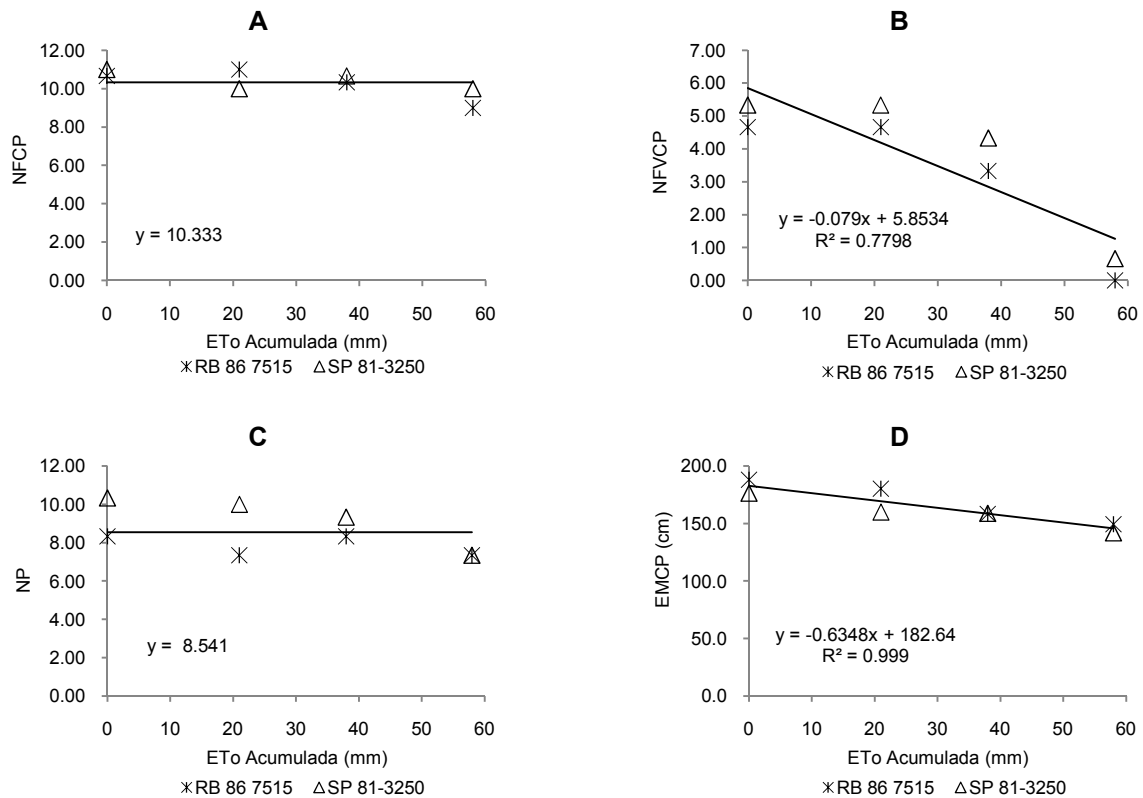 A
12.00
10.00
8.00
6.00
4.00
2.00
0.00
NFCP
y = 10.333
0 10 20 30 40 50 60
ETo Acumulada (mm)
RB 86 7515 SP 81-3250
B
7.00
6.00
5.00
4.00
3.00
2.00
1.00
0.00
NFVCP
y = -0.079x + 5.8534
R² = 0.7798
0 10 20 30 40 50 60
ETo Acumulada (mm)
RB 86 7515 SP 81-3250
C
12.00
10.00
8.00
6.00
4.00
2.00
0.00
NP
y = 8.541
0 10 20 30 40 50 60
ETo Acumulada (mm)
RB 86 7515 SP 81-3250
D
200.0
150.0
100.0
50.0
0.0
EMCP (cm)
y = -0.6348x + 182.64
R² = 0.999
0 10 20 30 40 50 60
ETo Acumulada (mm)
RB 86 7515 SP 81-3250